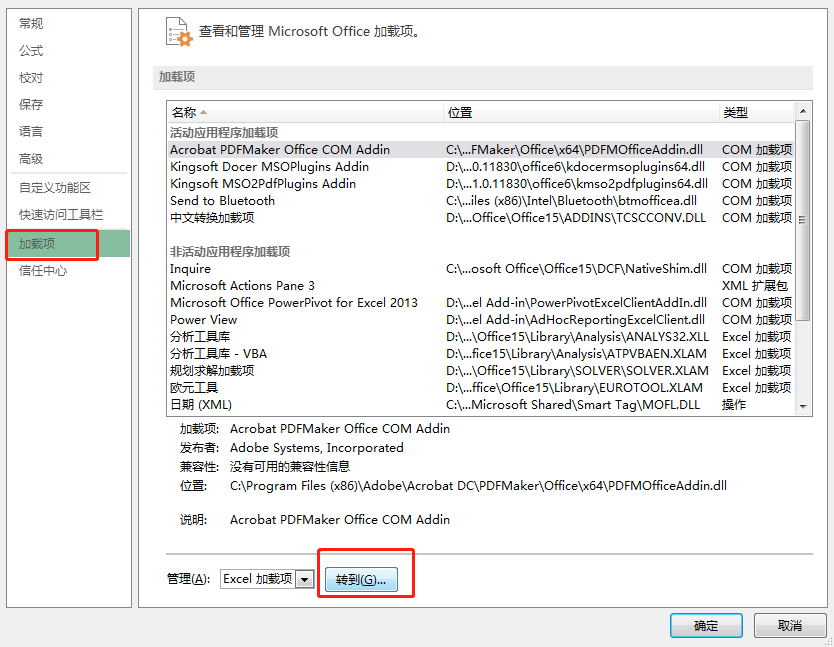 常规
公式
校对
保存
语言
高级
自定义功能区
快速访问工具栏
加载项
信任中心
查看和管理 Microsoft Office 加载项。
加载项
名称 位置 类型
活动应用程序加载项
Acrobat PDFMaker Office COM Addin C:\...FMaker\Office\x64\PDFMOfficeAddin.dll COM 加载项
Kingsoft Docer MSOPlugins Addin D:\...0.11830\office6\kdocermsoplugins64.dll COM 加载项
Kingsoft MSO2PdfPlugins Addin D:\...1.0.11830\office6\kmso2pdfplugins64.dll COM 加载项
Send to Bluetooth C:\...iles (x86)\Intel\Bluetooth\btmofficea.dll COM 加载项
中文转换加载项 D:\...Office\Office15\ADDINS\TCSCCONV.DLL COM 加载项
非活动应用程序加载项
Inquire C:\...osoft Office\Office15\DCF\NativeShim.dll COM 加载项
Microsoft Actions Pane 3 XML 扩展包
Microsoft Office PowerPivot for Excel 2013 D:\...el Add-in\PowerPivotExcelClientAddIn.dll COM 加载项
Power View D:\...el Add-in\AdHocReportingExcelClient.dll COM 加载项
分析工具库 D:\...\Office15\Library\Analysis\ANALYS32.XLL Excel 加载项
分析工具库 - VBA D:\...fice15\Library\Analysis\ATPVBAEN.XLAM Excel 加载项
规划求解加载项 D:\...\Office15\Library\SOLVER\SOLVER.XLAM Excel 加载项
欧元工具 D:\...ffice\Office15\Library\EUROTOOL.XLAM Excel 加载项
日期 (XML) C:\...Microsoft Shared\Smart Tag\MOFL.DLL 操作
加载项: Acrobat PDFMaker Office COM Addin
发布者: Adobe Systems, Incorporated
兼容性: 没有可用的兼容性信息
位置: C:\Program Files (x86)\Adobe\Acrobat DC\PDFMaker\Office\x64\PDFMOfficeAddin.dll
说明: Acrobat PDFMaker Office COM Addin
管理(A): Excel 加载项 转到(G)...
确定 取消